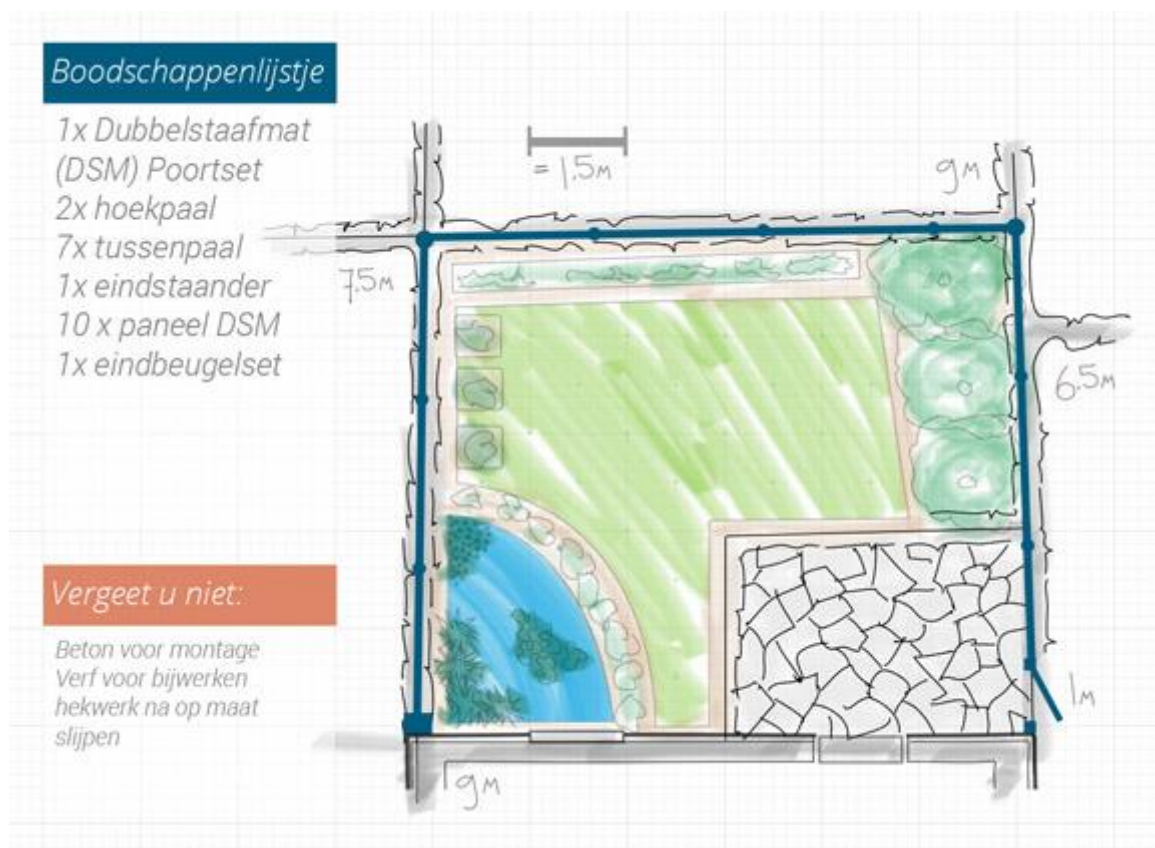 Boodschappenlijstje
1x Dubbelstaafmat
(DSM) Poortset
2x hoekpaal
7x tussenpaal
1x eindstaander
10 x paneel DSM
1x eindbeugelset
Vergeet u niet:
Beton voor montage
Verf voor bijwerken
hekwerk na op maat
slijpen
= 1.5M
9M
7.5M
6.5M
1M
9M